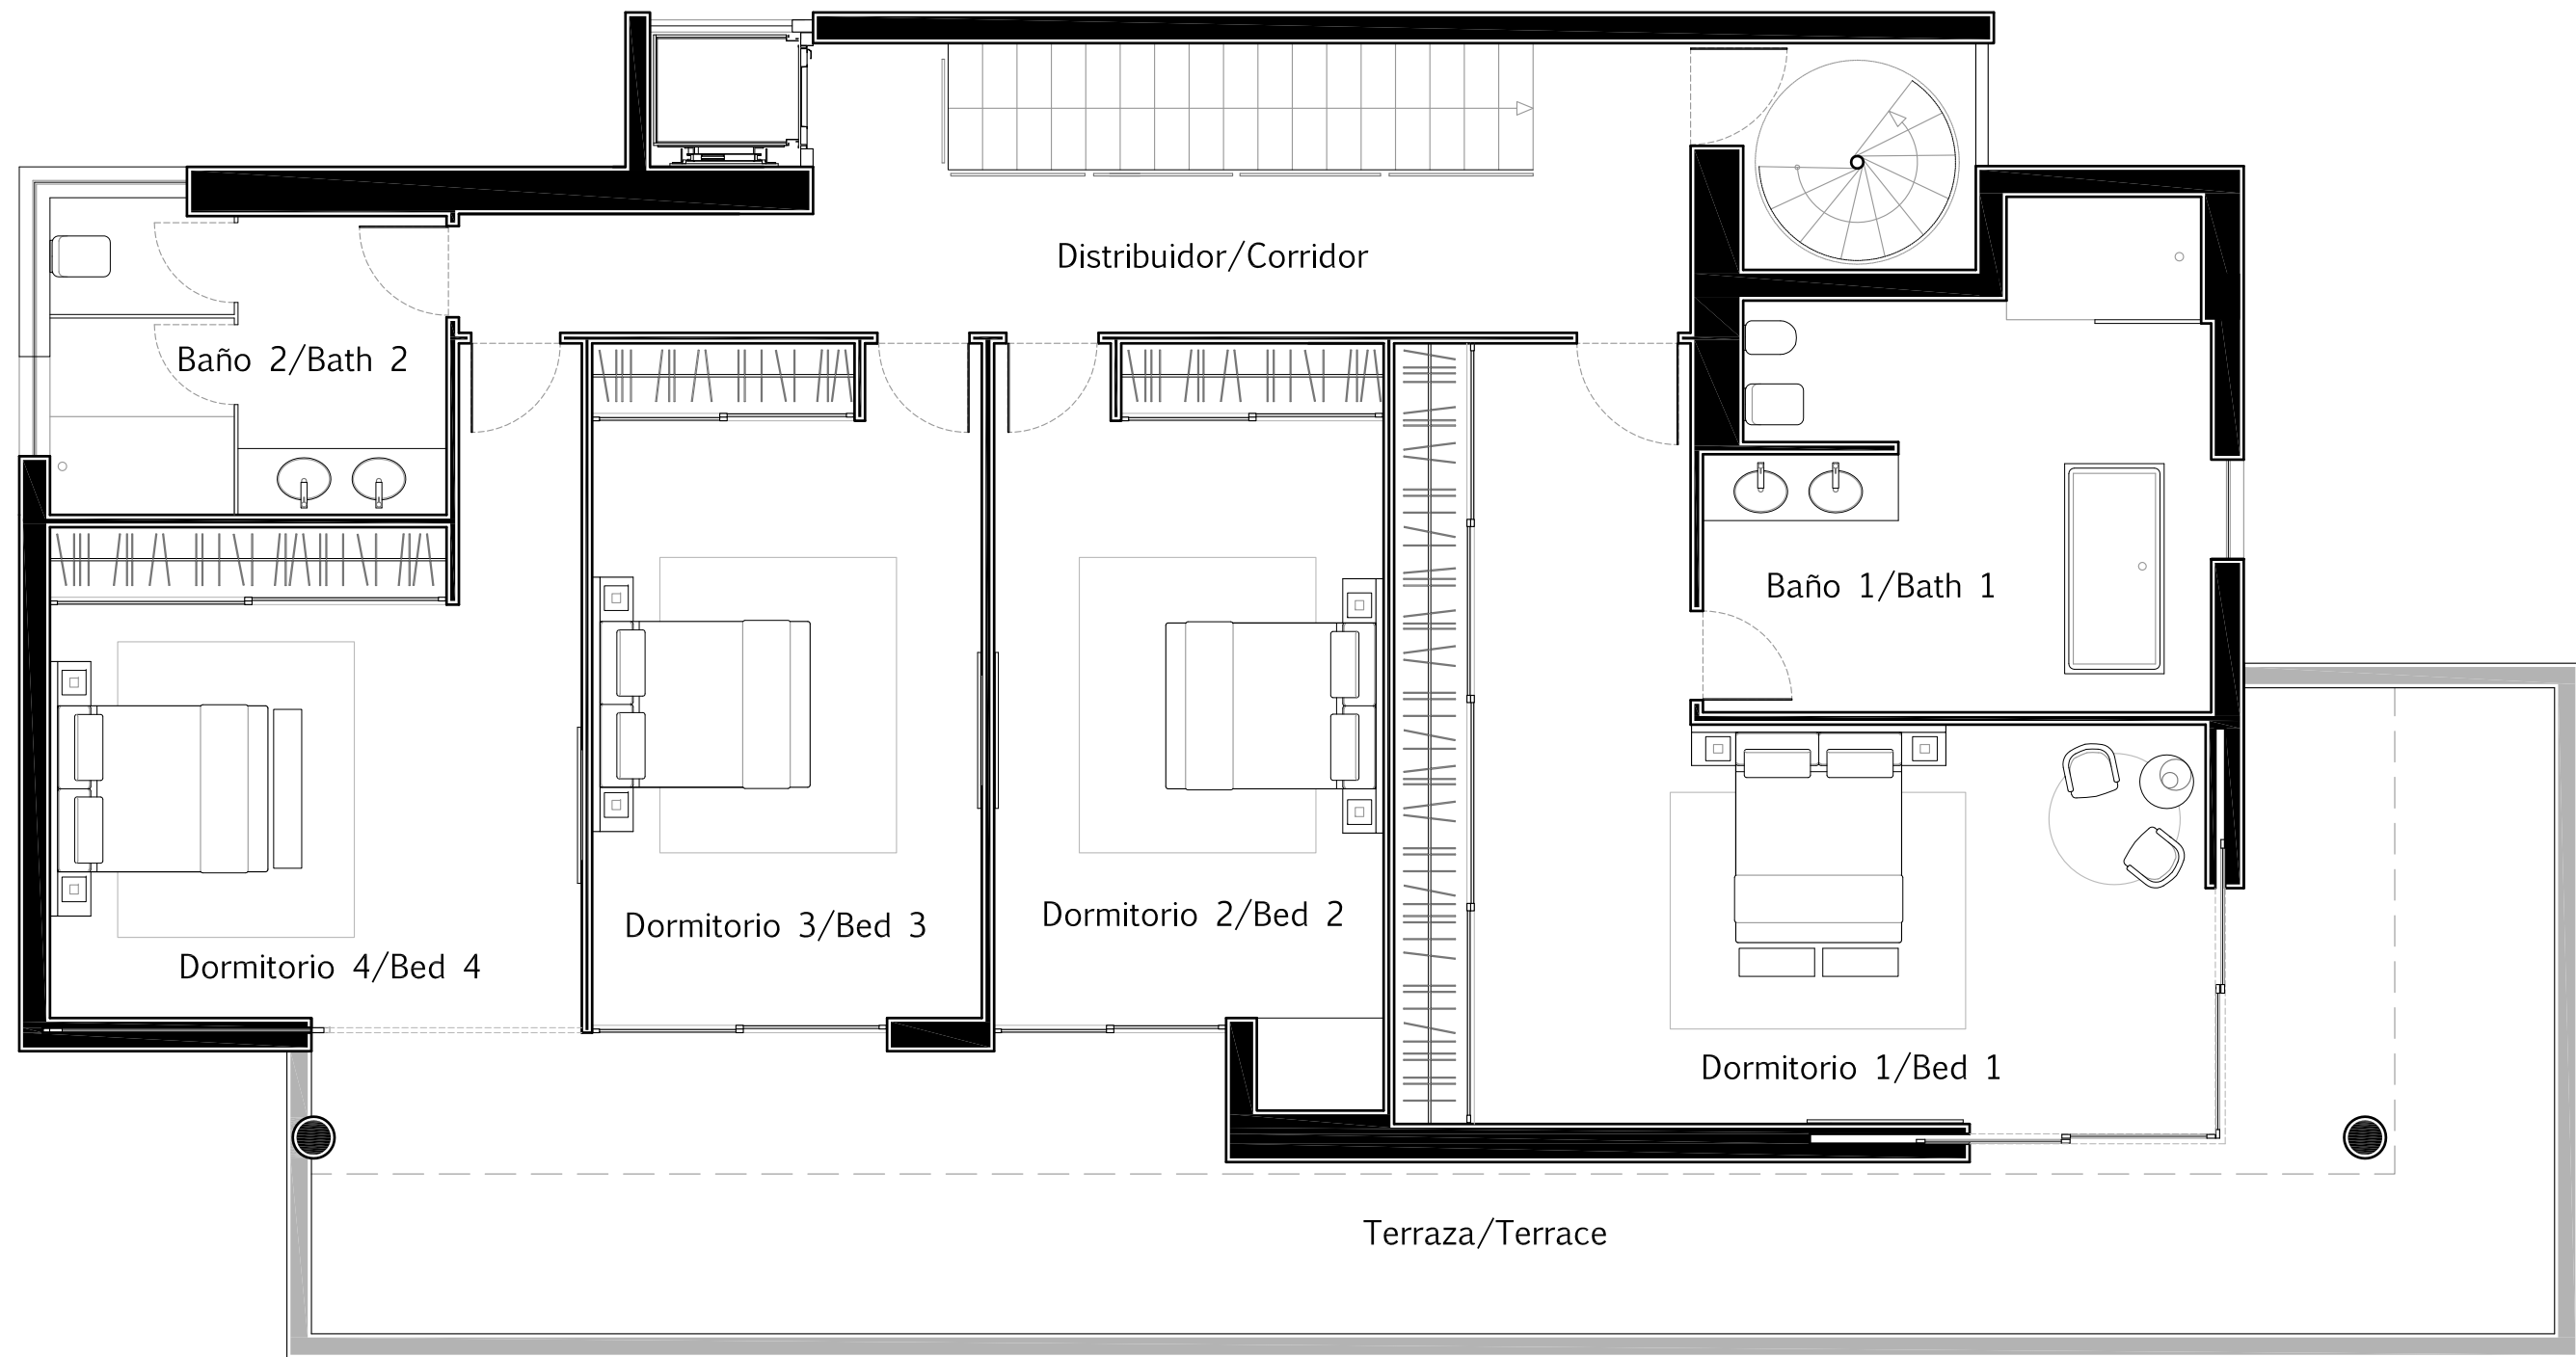 Distribuidor/Corridor
Baño 2/Bath 2
Baño 1/Bath 1
Dormitorio 4/Bed 4
Dormitorio 3/Bed 3
Dormitorio 2/Bed 2
Dormitorio 1/Bed 1
Terraza/Terrace